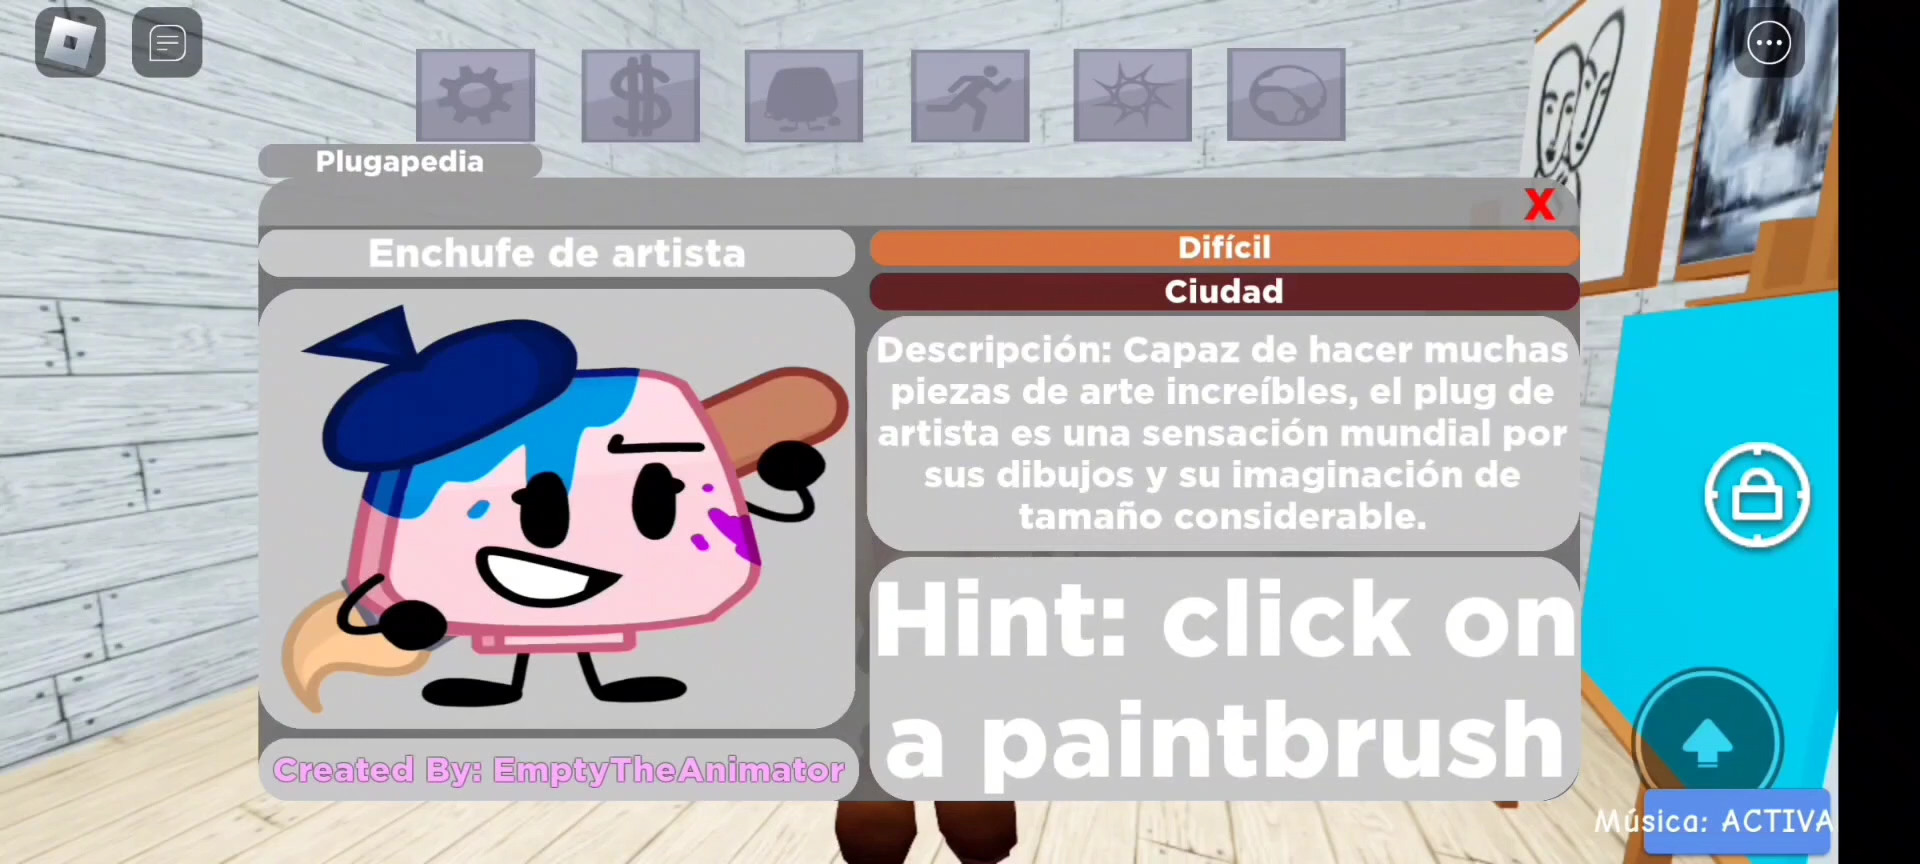 Plugapedia
X
Enchufe de artista
Difícil
Ciudad
Descripción: Capaz de hacer muchas
piezas de arte increíbles, el plug de
artista es una sensación mundial por
sus dibujos y su imaginación de
tamaño considerable.
Hint: click on
a paintbrush
Created By: EmptyTheAnimator
Música: ACTIVA